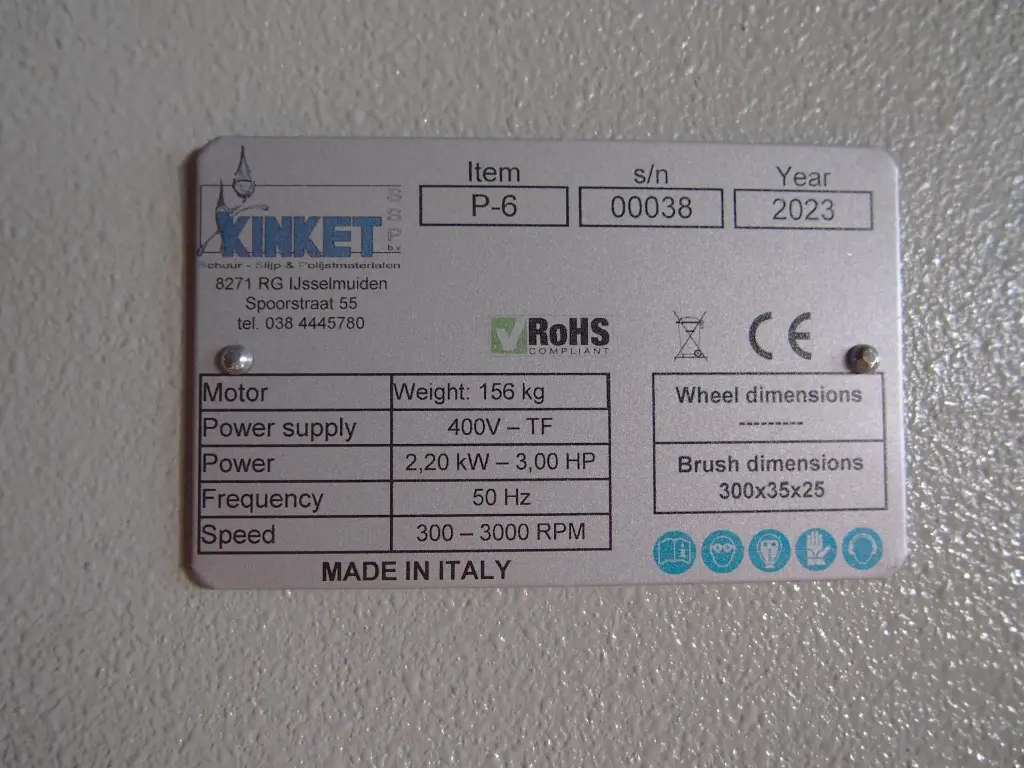 Item
s/n
Year
P-6
00038
2023
KINKET
SSP bv
Schuur - Slijp & Polijstmaterialen
8271 RG IJsselmuiden
Spoorstraat 55
tel. 038 4445780
RoHS
COMPLIANT
CE
Motor
Weight: 156 kg
Power supply
400V – TF
Power
2,20 kW – 3,00 HP
Frequency
50 Hz
Speed
300 – 3000 RPM
Wheel dimensions
---------
Brush dimensions
300x35x25
MADE IN ITALY